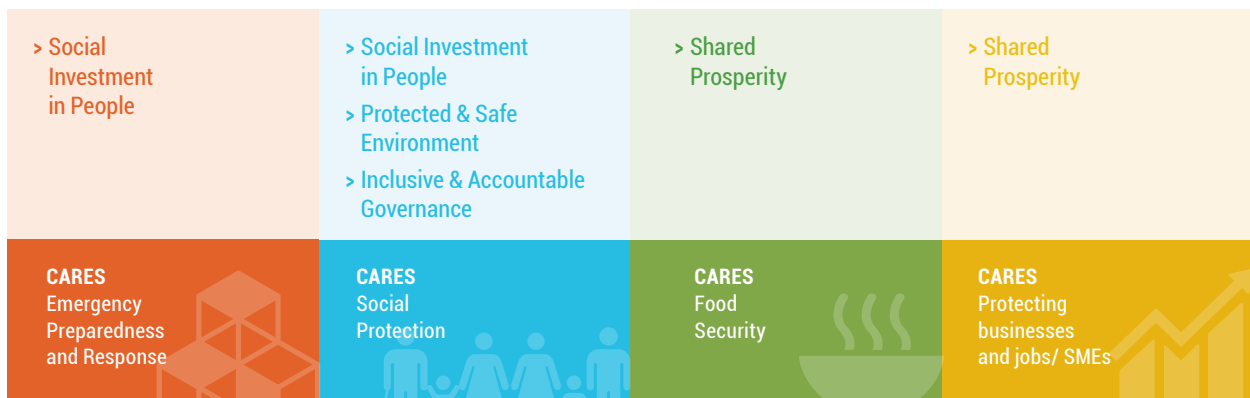 > Social
Investment
in People
> Social Investment
in People
> Protected & Safe
Environment
> Inclusive & Accountable
Governance
> Shared
Prosperity
> Shared
Prosperity
CARES
Emergency
Preparedness
and Response
CARES
Social
Protection
CARES
Food
Security
CARES
Protecting
businesses
and jobs/ SMEs